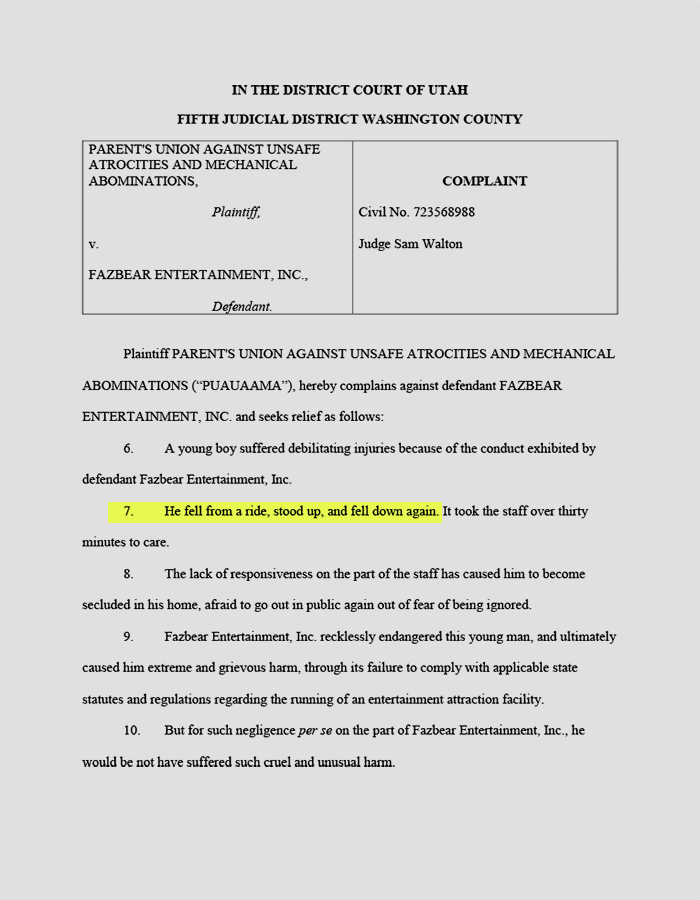 IN THE DISTRICT COURT OF UTAH
FIFTH JUDICIAL DISTRICT WASHINGTON COUNTY
PARENT'S UNION AGAINST UNSAFE
ATROCITIES AND MECHANICAL
ABOMINATIONS,
Plaintiff,
v.
FAZBEAR ENTERTAINMENT, INC.,
Defendant.
COMPLAINT
Civil No. 723568988
Judge Sam Walton
Plaintiff PARENT'S UNION AGAINST UNSAFE ATROCITIES AND MECHANICAL
ABOMINATIONS (“PUAUAAMA”), hereby complains against defendant FAZBEAR
ENTERTAINMENT, INC. and seeks relief as follows:
6. A young boy suffered debilitating injuries because of the conduct exhibited by
defendant Fazbear Entertainment, Inc.
7. He fell from a ride, stood up, and fell down again. It took the staff over thirty
minutes to care.
8. The lack of responsiveness on the part of the staff has caused him to become
secluded in his home, afraid to go out in public again out of fear of being ignored.
9. Fazbear Entertainment, Inc. recklessly endangered this young man, and ultimately
caused him extreme and grievous harm, through its failure to comply with applicable state
statutes and regulations regarding the running of an entertainment attraction facility.
10. But for such negligence per se on the part of Fazbear Entertainment, Inc., he
would be not have suffered such cruel and unusual harm.